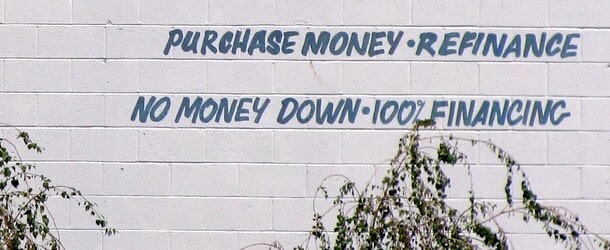 PURCHASE MONEY • REFINANCE
NO MONEY DOWN • 100% FINANCING